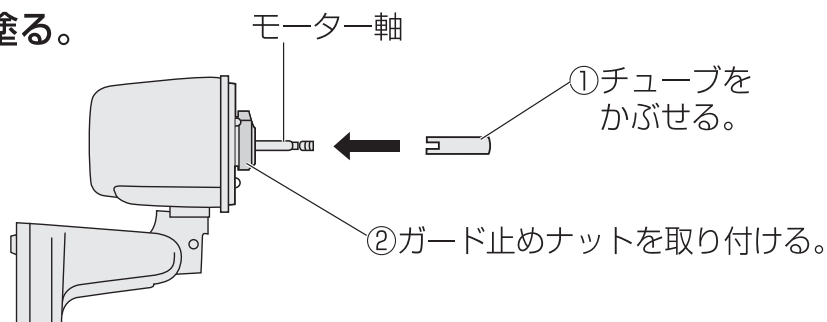 塗る。
モーター軸
①チューブを
かぶせる。
②ガード止めナットを取り付ける。